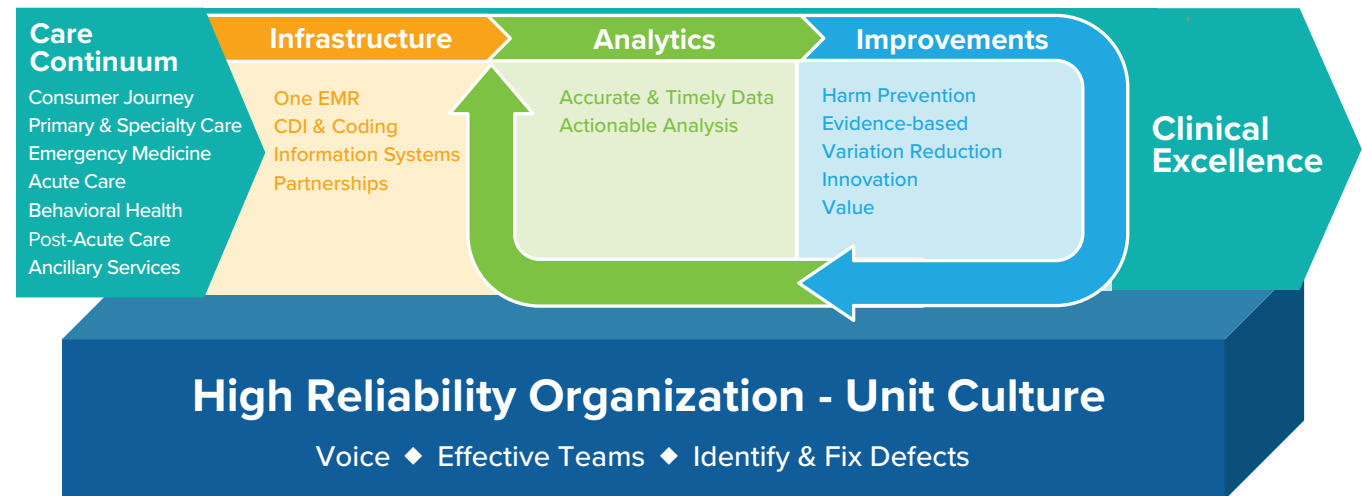 Care
Continuum
Consumer Journey
Primary & Specialty Care
Emergency Medicine
Acute Care
Behavioral Health
Post-Acute Care
Ancillary Services
Infrastructure
One EMR
CDI & Coding
Information Systems
Partnerships
Analytics
Accurate & Timely Data
Actionable Analysis
Improvements
Harm Prevention
Evidence-based
Variation Reduction
Innovation
Value
Clinical
Excellence
High Reliability Organization - Unit Culture
Voice ◆ Effective Teams ◆ Identify & Fix Defects